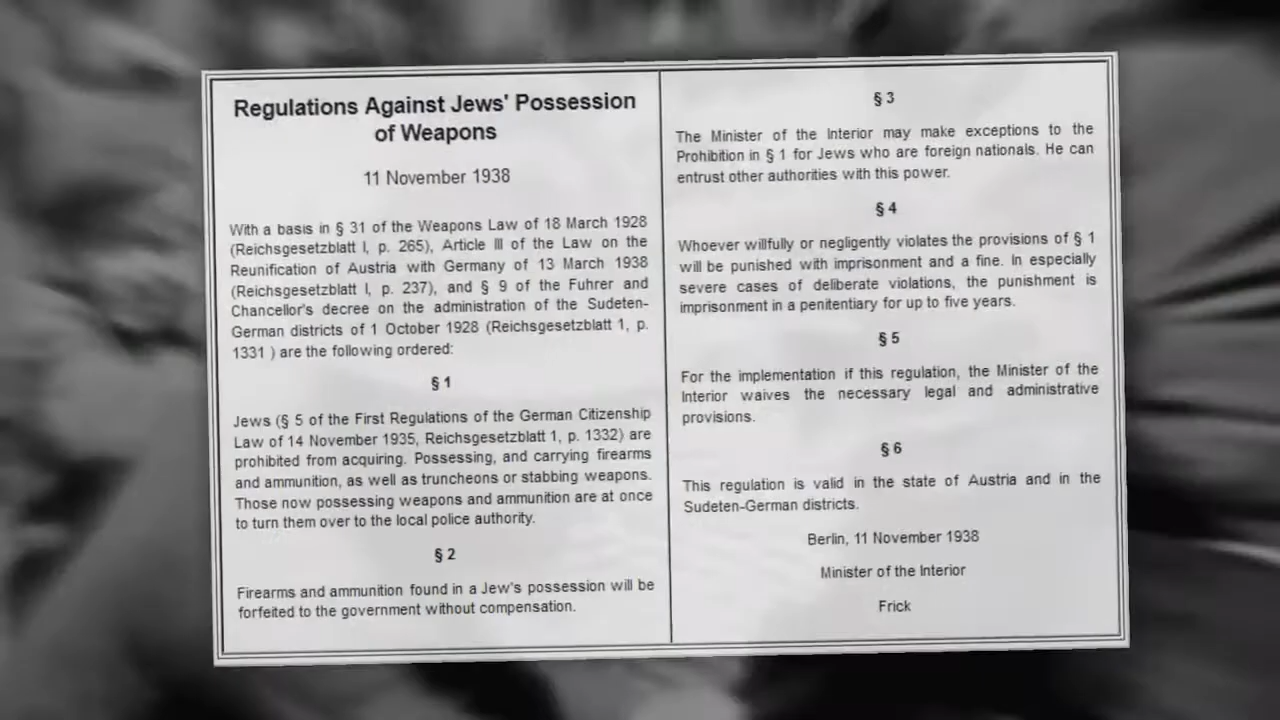 Regulations Against Jews' Possession
of Weapons
11 November 1938
With a basis in § 31 of the Weapons Law of 18 March 1928
(Reichsgesetzblatt I, p. 265), Article III of the Law on the
Reunification of Austria with Germany of 13 March 1938
(Reichsgesetzblatt I, p. 237), and § 9 of the Fuhrer and
Chancellor's decree on the administration of the Sudeten-
German districts of 1 October 1928 (Reichsgesetzblatt 1, p.
1331 ) are the following ordered:
§ 1
Jews (§ 5 of the First Regulations of the German Citizenship
Law of 14 November 1935, Reichsgesetzblatt 1, p. 1332) are
prohibited from acquiring. Possessing, and carrying firearms
and ammunition, as well as truncheons or stabbing weapons.
Those now possessing weapons and ammunition are at once
to turn them over to the local police authority.
§ 2
Firearms and ammunition found in a Jew's possession will be
forfeited to the government without compensation.
§ 3
The Minister of the Interior may make exceptions to the
Prohibition in § 1 for Jews who are foreign nationals. He can
entrust other authorities with this power.
§ 4
Whoever willfully or negligently violates the provisions of § 1
will be punished with imprisonment and a fine. In especially
severe cases of deliberate violations, the punishment is
imprisonment in a penitentiary for up to five years.
§ 5
For the implementation if this regulation, the Minister of the
Interior waives the necessary legal and administrative
provisions.
§ 6
This regulation is valid in the state of Austria and in the
Sudeten-German districts.
Berlin, 11 November 1938
Minister of the Interior
Frick